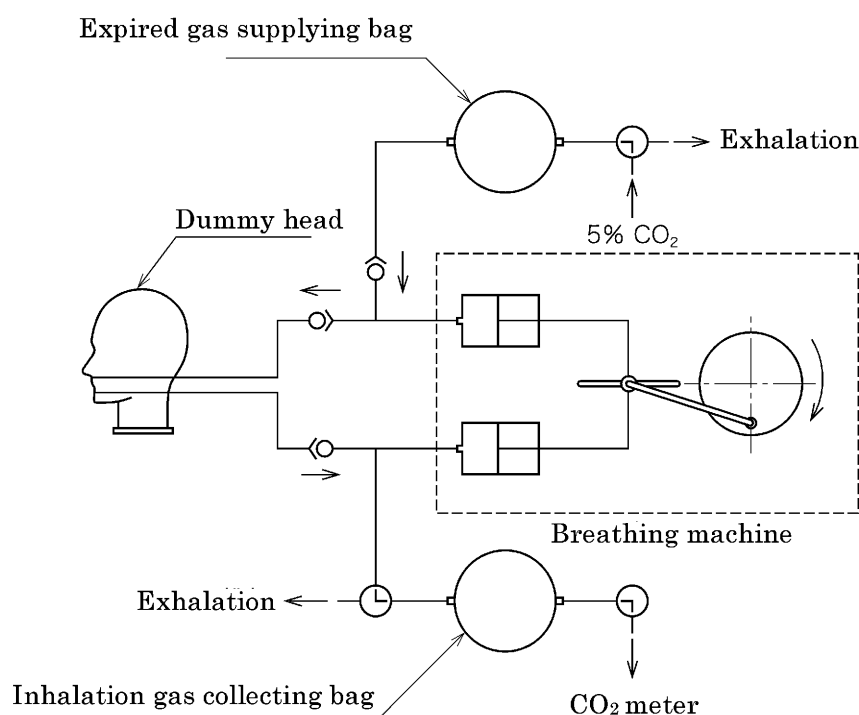 Expired gas supplying bag
Exhalation
Dummy head
5% CO₂
Breathing machine
Exhalation
Inhalation gas collecting bag
CO₂ meter